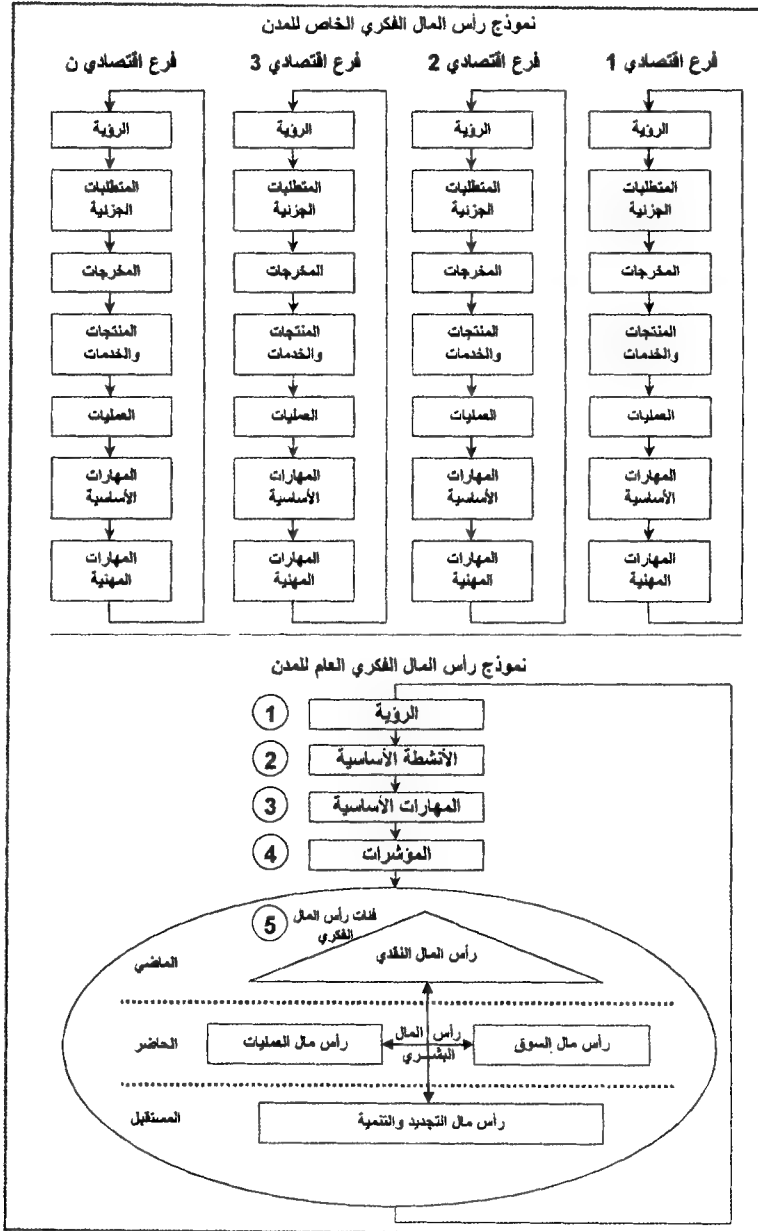 نموذج رأس المال الفكري الخاص للمدن
فرع اقتصادي 1
فرع اقتصادي 2
فرع اقتصادي 3
فرع اقتصادي ن
الرؤية
المتطلبات
الجزئية
المخرجات
المنتجات
والخدمات
العمليات
المهارات
الأساسية
المهارات
المهنية
الرؤية
المتطلبات
الجزئية
المخرجات
المنتجات
والخدمات
العمليات
المهارات
الأساسية
المهارات
المهنية
الرؤية
المتطلبات
الجزئية
المخرجات
المنتجات
والخدمات
العمليات
المهارات
الأساسية
المهارات
المهنية
الرؤية
المتطلبات
الجزئية
المخرجات
المنتجات
والخدمات
العمليات
المهارات
الأساسية
المهارات
المهنية
نموذج رأس المال الفكري العام للمدن
1 الرؤية
2 الأنشطة الأساسية
3 المهارات الأساسية
4 المؤشرات
5 فئات رأس المال
الفكري
رأس المال النقدي
الماضي
رأس مال السوق
رأس المال
البشري
رأس مال العمليات
الحاضر
رأس مال التجديد والتنمية
المستقبل